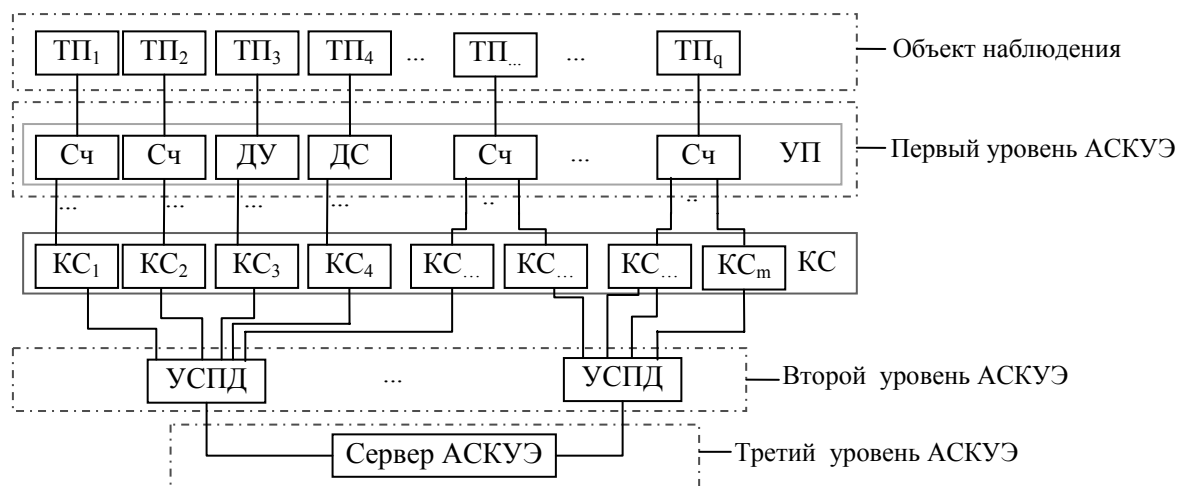 ТП1 ТП2 ТП3 ТП4 ... ТП... ... ТПq Объект наблюдения
Сч Сч ДУ ДС Сч ... Сч УП Первый уровень АСКУЭ
... ... ... ... .. ..
КС1 КС2 КС3 КС4 КС... КС... КС... КСm КС
УСПД ... УСПД Второй уровень АСКУЭ
Сервер АСКУЭ Третий уровень АСКУЭ